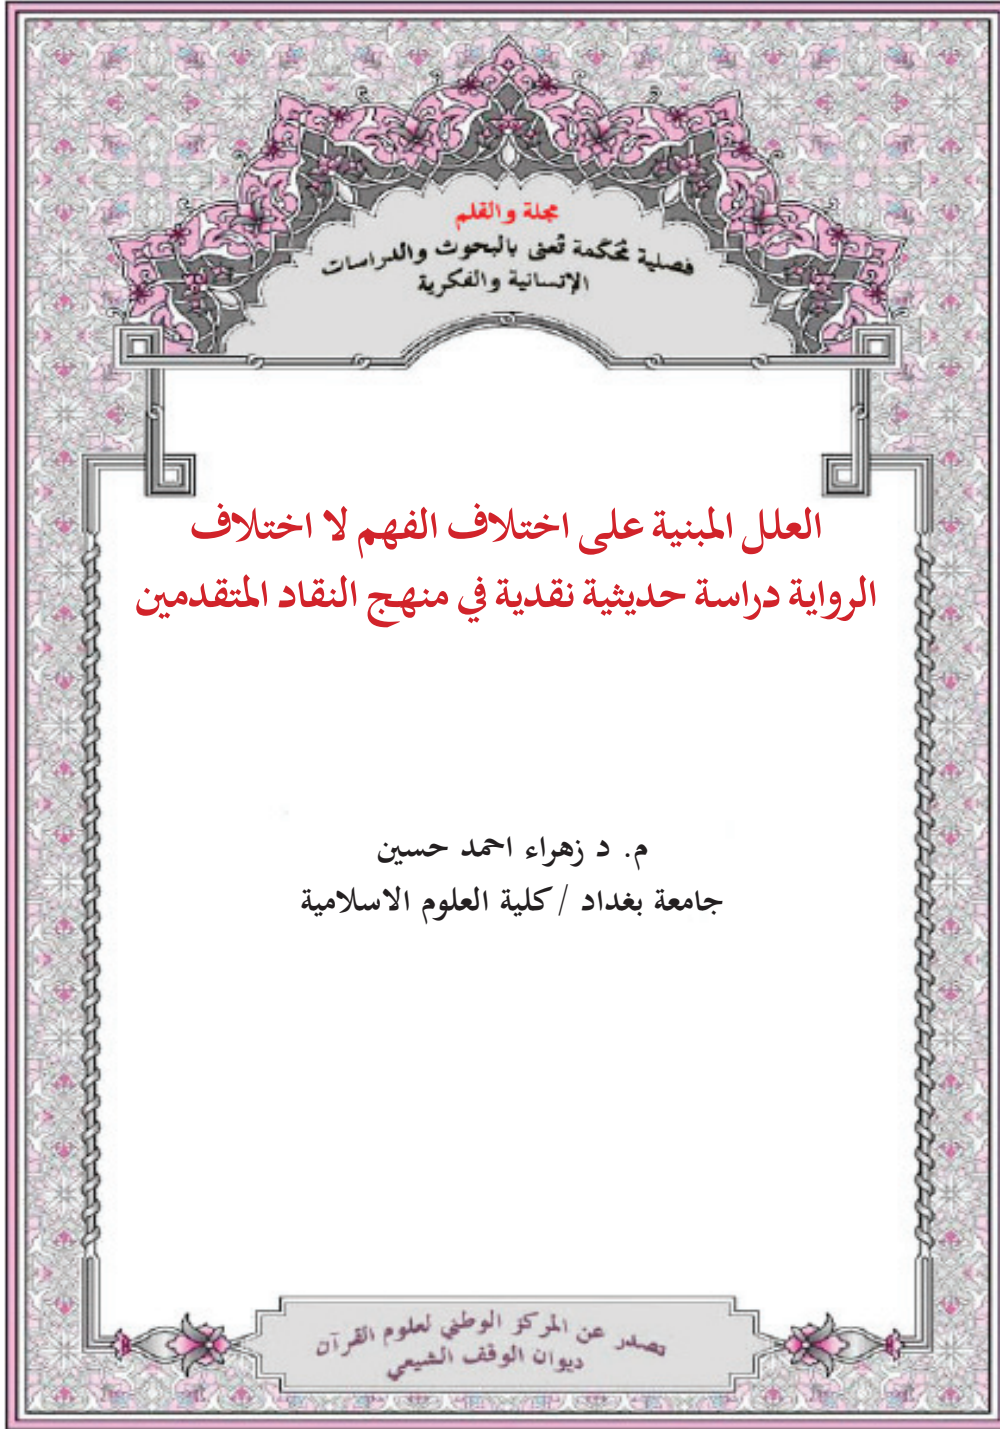 مجلة والقلم
فصلية مُحَكَّمة تُعنى بالبحوث والدراسات
الإنسانية والفكرية
العلل المبنية على اختلاف الفهم لا اختلاف
الرواية دراسة حديثية نقدية في منهج النقاد المتقدمين
م. د زهراء احمد حسين
جامعة بغداد / كلية العلوم الاسلامية
تصدر عن المركز الوطني لعلوم القرآن
ديوان الوقف الشيعي